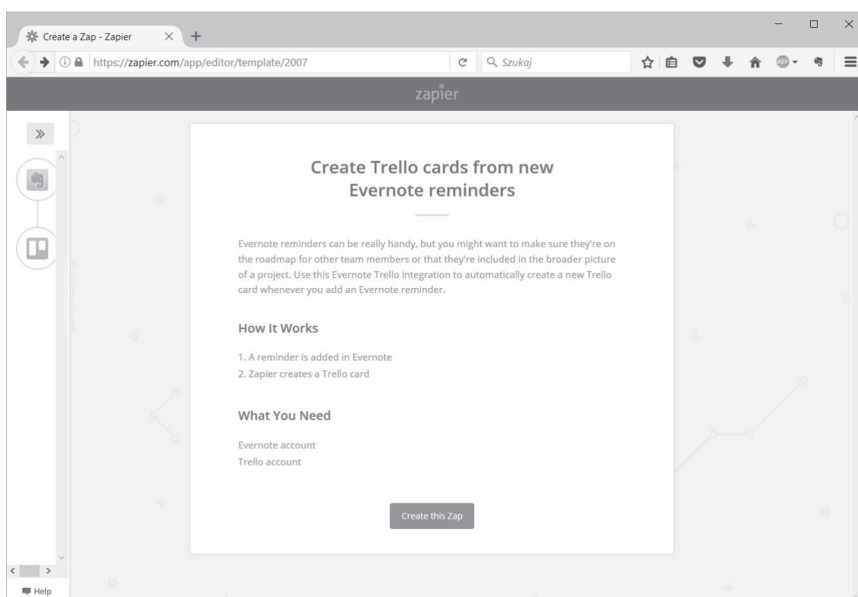 Create a Zap - Zapier
https://zapier.com/app/editor/template/2007
Szukaj
zapier
Create Trello cards from new
Evernote reminders
Evernote reminders can be really handy, but you might want to make sure they're on
the roadmap for other team members or that they're included in the broader picture
of a project. Use this Evernote Trello integration to automatically create a new Trello
card whenever you add an Evernote reminder.
How It Works
1. A reminder is added in Evernote
2. Zapier creates a Trello card
What You Need
Evernote account
Trello account
Create this Zap
Help